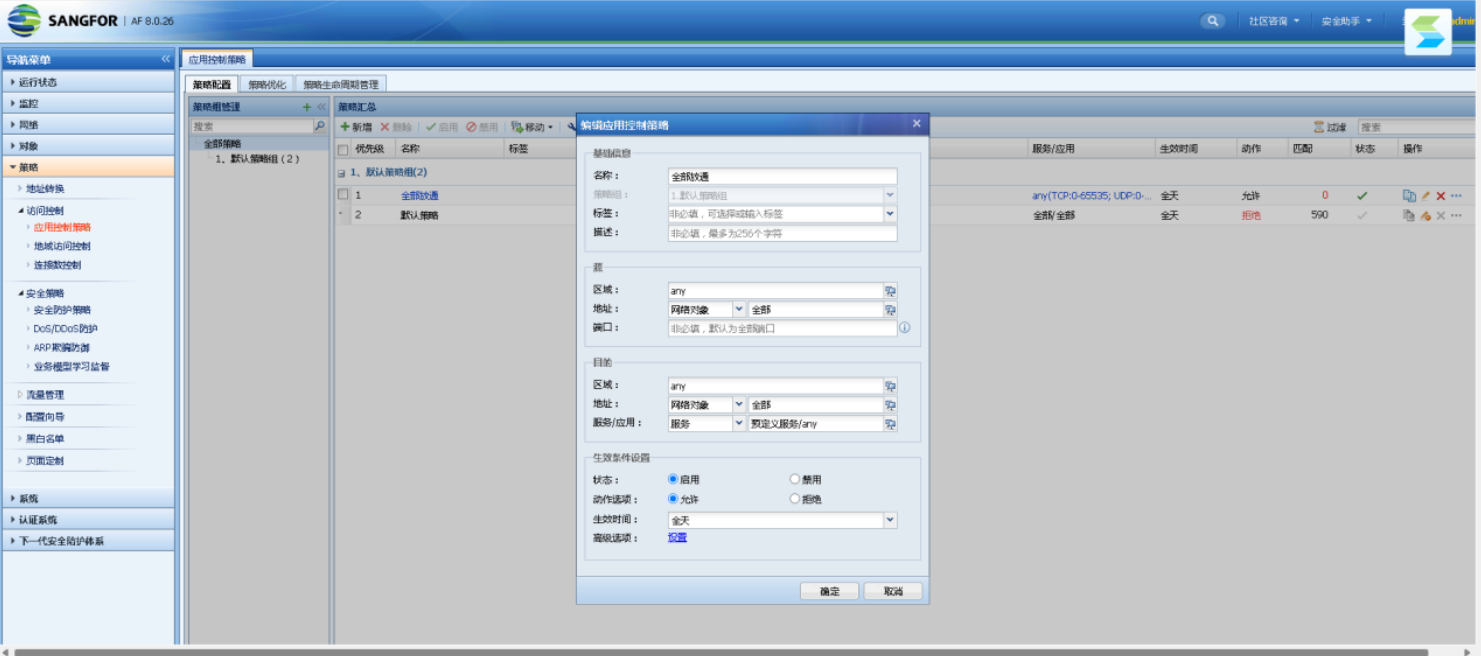 SANGFOR | AF 8.0.26
社区咨询 安全助手
导航菜单 《 应用控制策略
运行状态
监控
网络
对象
策略
地址转换
访问控制
应用控制策略
地域访问控制
连接数控制
安全策略
安全防护策略
DoS/DDoS防护
ARP欺骗防御
业务模型学习监督
流量管理
配置向导
黑白名单
页面定制
系统
认证系统
下一代安全防护体系
策略配置 策略优化 策略生命周期管理
策略组管理 + 《
搜索
全部策略
1、默认策略组 ( 2 )
策略汇总
新增 删除 启用 禁用 移动 过滤 搜索
优先级 名称 标签 服务/应用 生效时间 动作 匹配 状态 操作
1、默认策略组(2)
1 全部放通 any(TCP:0-65535; UDP:0-... 全天 允许 0
2 默认策略 全部/全部 全天 拒绝 590
编辑应用控制策略 ×
基础信息
名称： 全部放通
策略组： 1.默认策略组
标签： 非必填，可选择或输入标签
描述： 非必填，最多为256个字符
源
区域： any
地址： 网络对象 全部
端口： 非必填，默认为全部端口
目的
区域： any
地址： 网络对象 全部
服务/应用： 服务 预定义服务/any
生效条件设置
状态： 启用 禁用
动作选项： 允许 拒绝
生效时间： 全天
高级选项： 设置
确定 取消